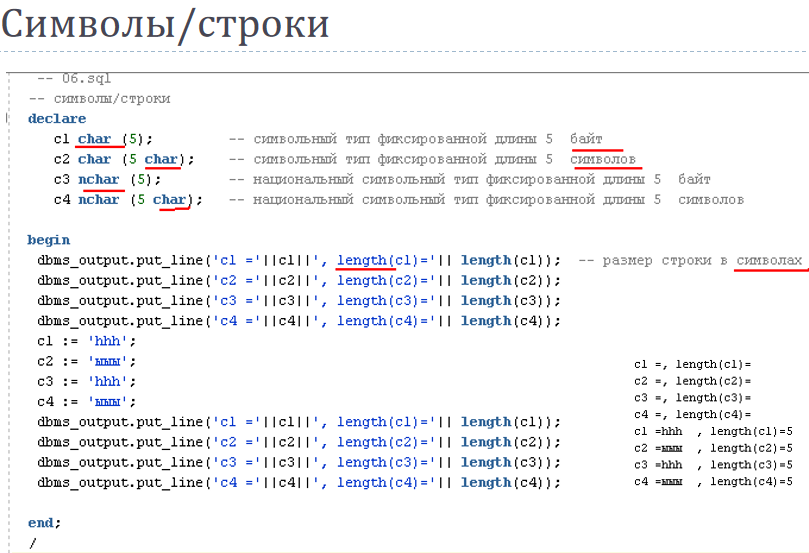 Символы/строки
-- 06.sql
-- символы/строки
declare
c1 char (5); -- символьный тип фиксированной длины 5 байт
c2 char (5 char); -- символьный тип фиксированной длины 5 символов
c3 nchar (5); -- национальный символьный тип фиксированной длины 5 байт
c4 nchar (5 char); -- национальный символьный тип фиксированной длины 5 символов
begin
dbms_output.put_line('c1 ='||c1||', length(c1)='|| length(c1)); -- размер строки в символах
dbms_output.put_line('c2 ='||c2||', length(c2)='|| length(c2));
dbms_output.put_line('c3 ='||c3||', length(c3)='|| length(c3));
dbms_output.put_line('c4 ='||c4||', length(c4)='|| length(c4));
c1 := 'hhh';
c2 := 'ыыы';
c3 := 'hhh';
c4 := 'ыыы';
dbms_output.put_line('c1 ='||c1||', length(c1)='|| length(c1));
dbms_output.put_line('c2 ='||c2||', length(c2)='|| length(c2));
dbms_output.put_line('c3 ='||c3||', length(c3)='|| length(c3));
dbms_output.put_line('c4 ='||c4||', length(c4)='|| length(c4));
end;
/
c1 =, length(c1)=
c2 =, length(c2)=
c3 =, length(c3)=
c4 =, length(c4)=
c1 =hhh  , length(c1)=5
c2 =ыыы  , length(c2)=5
c3 =hhh  , length(c3)=5
c4 =ыыы  , length(c4)=5